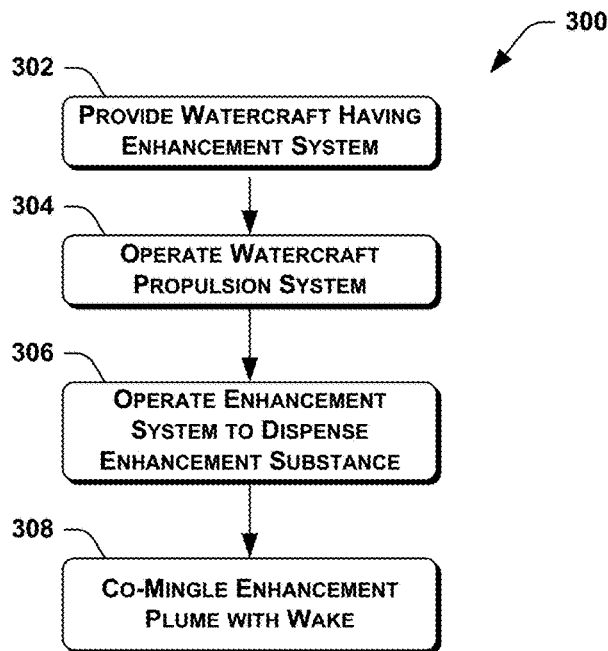 300
302
PROVIDE WATERCRAFT HAVING
ENHANCEMENT SYSTEM
304
OPERATE WATERCRAFT
PROPULSION SYSTEM
306
OPERATE ENHANCEMENT
SYSTEM TO DISPENSE
ENHANCEMENT SUBSTANCE
308
CO-MINGLE ENHANCEMENT
PLUME WITH WAKE